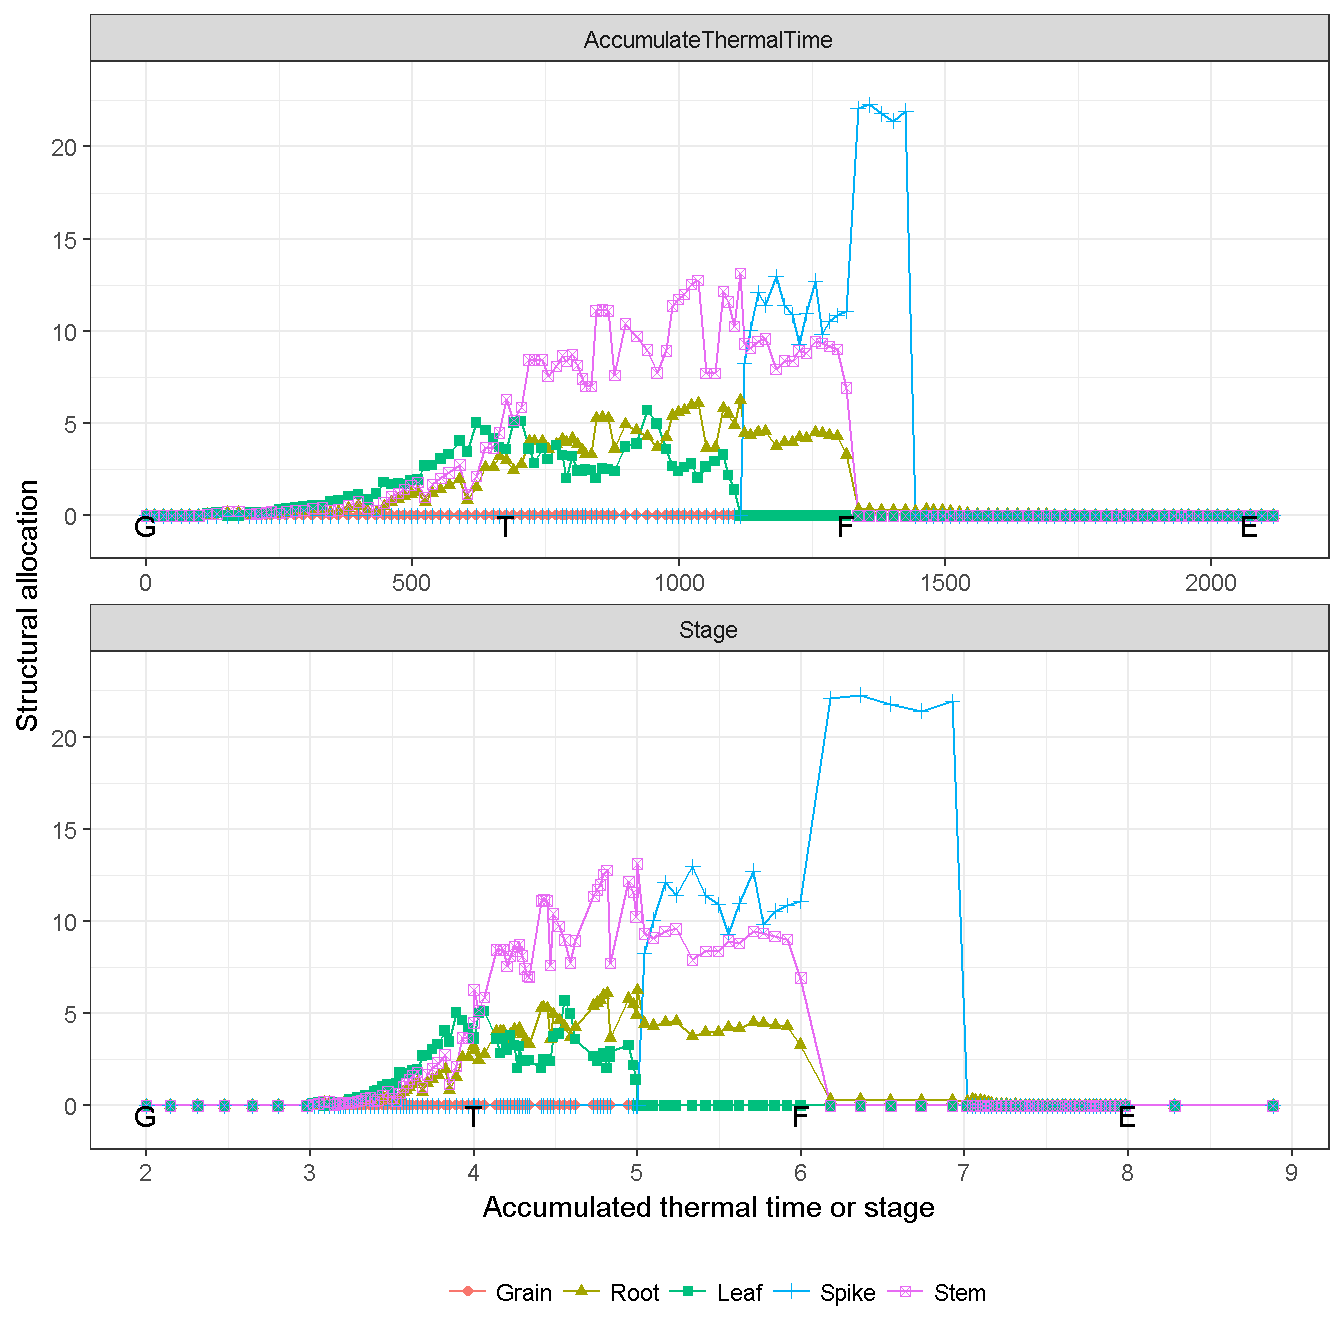 AccumulateThermalTime
20
15
10
5
0
G T F E
0 500 1000 1500 2000
Structural allocation
Stage
20
15
10
5
0
G T F E
2 3 4 5 6 7 8 9
Accumulated thermal time or stage
Grain Root Leaf Spike Stem